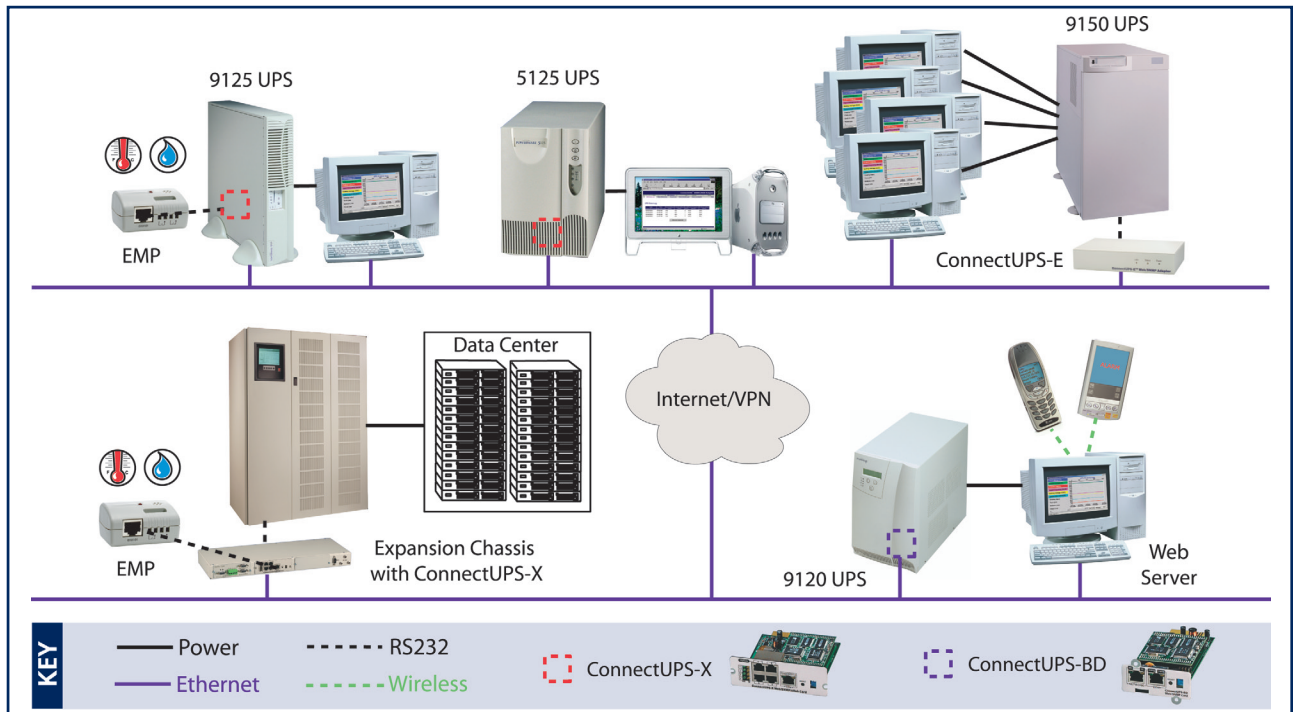 9150 UPS
9125 UPS
5125 UPS
EMP
ConnectUPS-E
Data Center
Internet/VPN
EMP
Expansion Chassis
with ConnectUPS-X
9120 UPS
Web
Server
KEY
Power
RS232
ConnectUPS-X
ConnectUPS-BD
Ethernet
Wireless